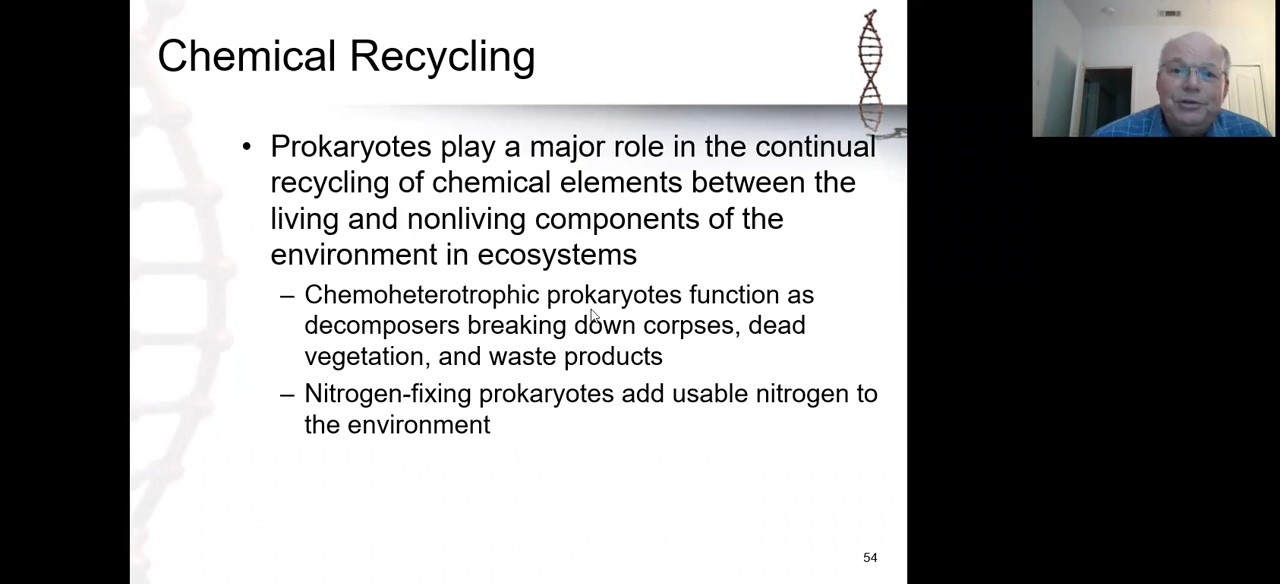 Chemical Recycling
• Prokaryotes play a major role in the continual
recycling of chemical elements between the
living and nonliving components of the
environment in ecosystems
– Chemoheterotrophic prokaryotes function as
decomposers breaking down corpses, dead
vegetation, and waste products
– Nitrogen-fixing prokaryotes add usable nitrogen to
the environment
54